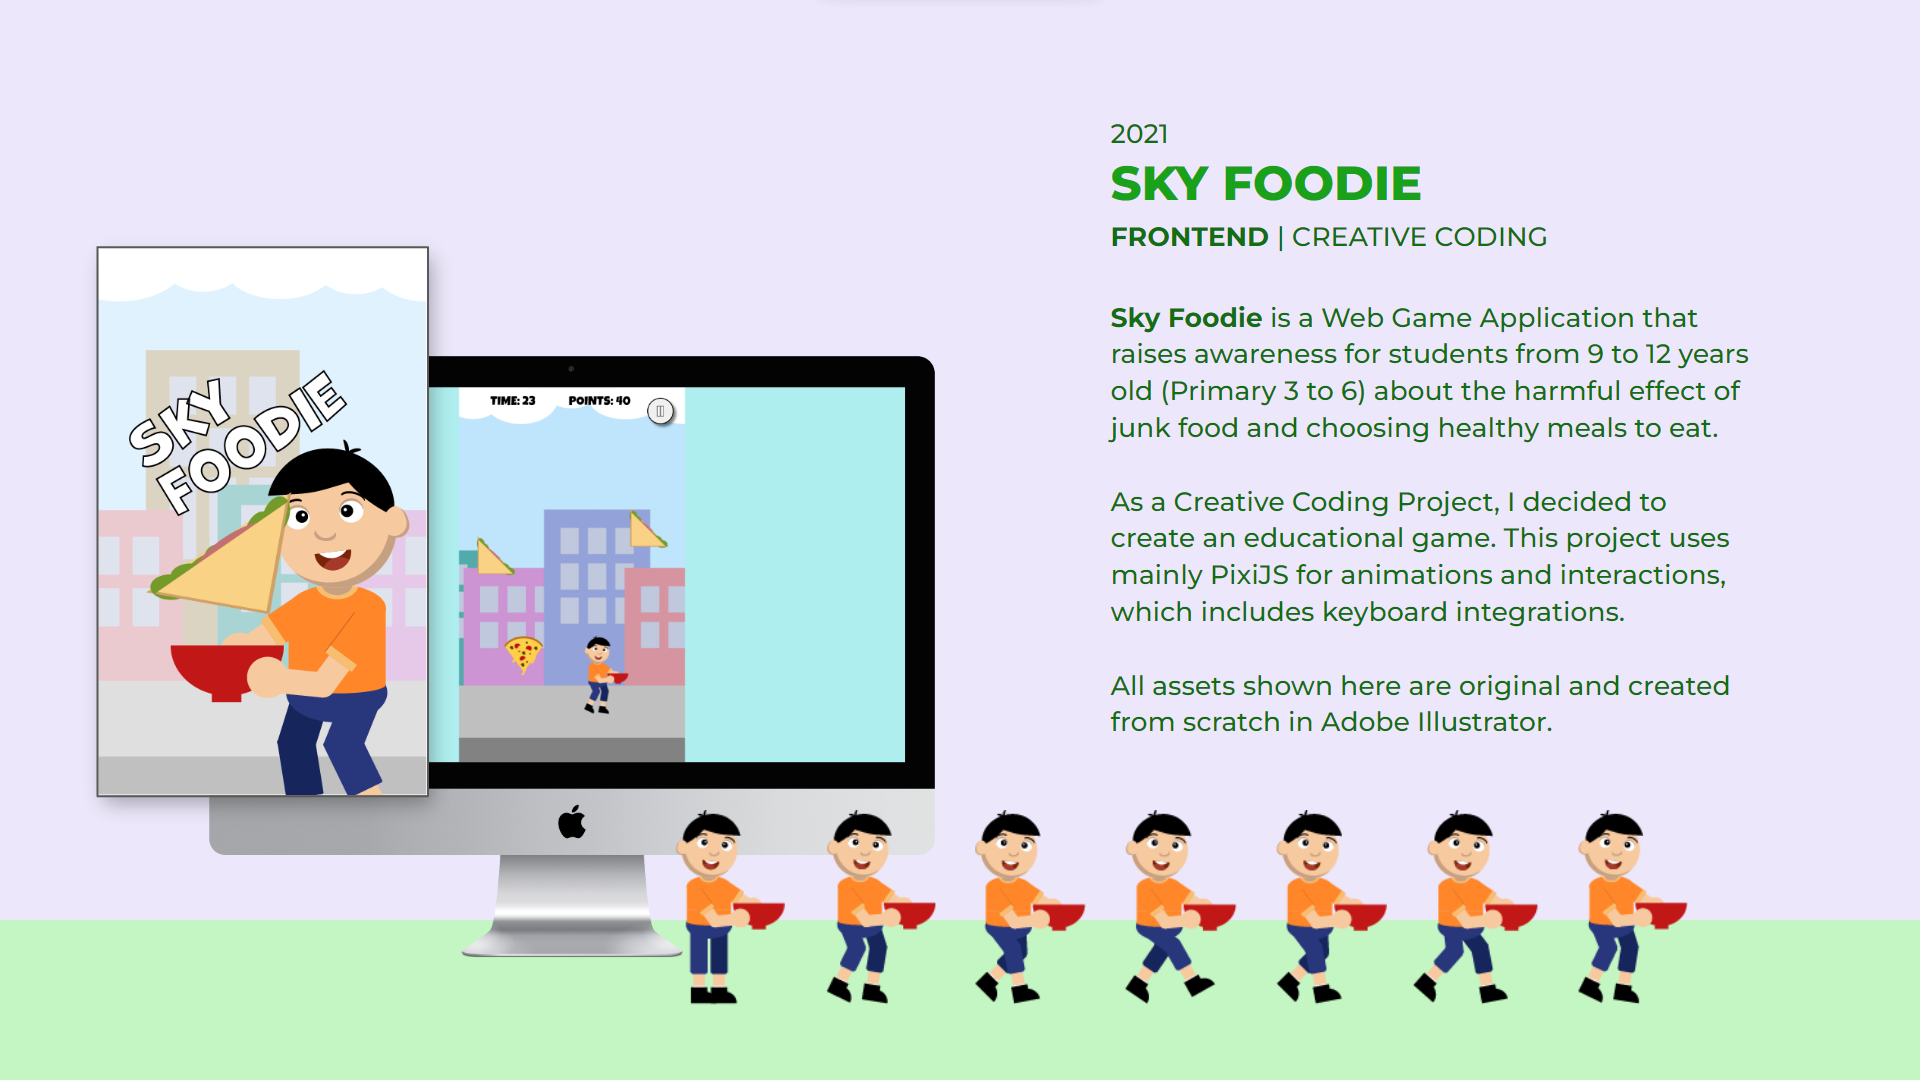 2021
SKY FOODIE
FRONTEND | CREATIVE CODING
Sky Foodie is a Web Game Application that
raises awareness for students from 9 to 12 years
old (Primary 3 to 6) about the harmful effect of
junk food and choosing healthy meals to eat.
As a Creative Coding Project, I decided to
create an educational game. This project uses
mainly PixiJS for animations and interactions,
which includes keyboard integrations.
All assets shown here are original and created
from scratch in Adobe Illustrator.
SKY
FOODIE
TIME: 23 POINTS: 40